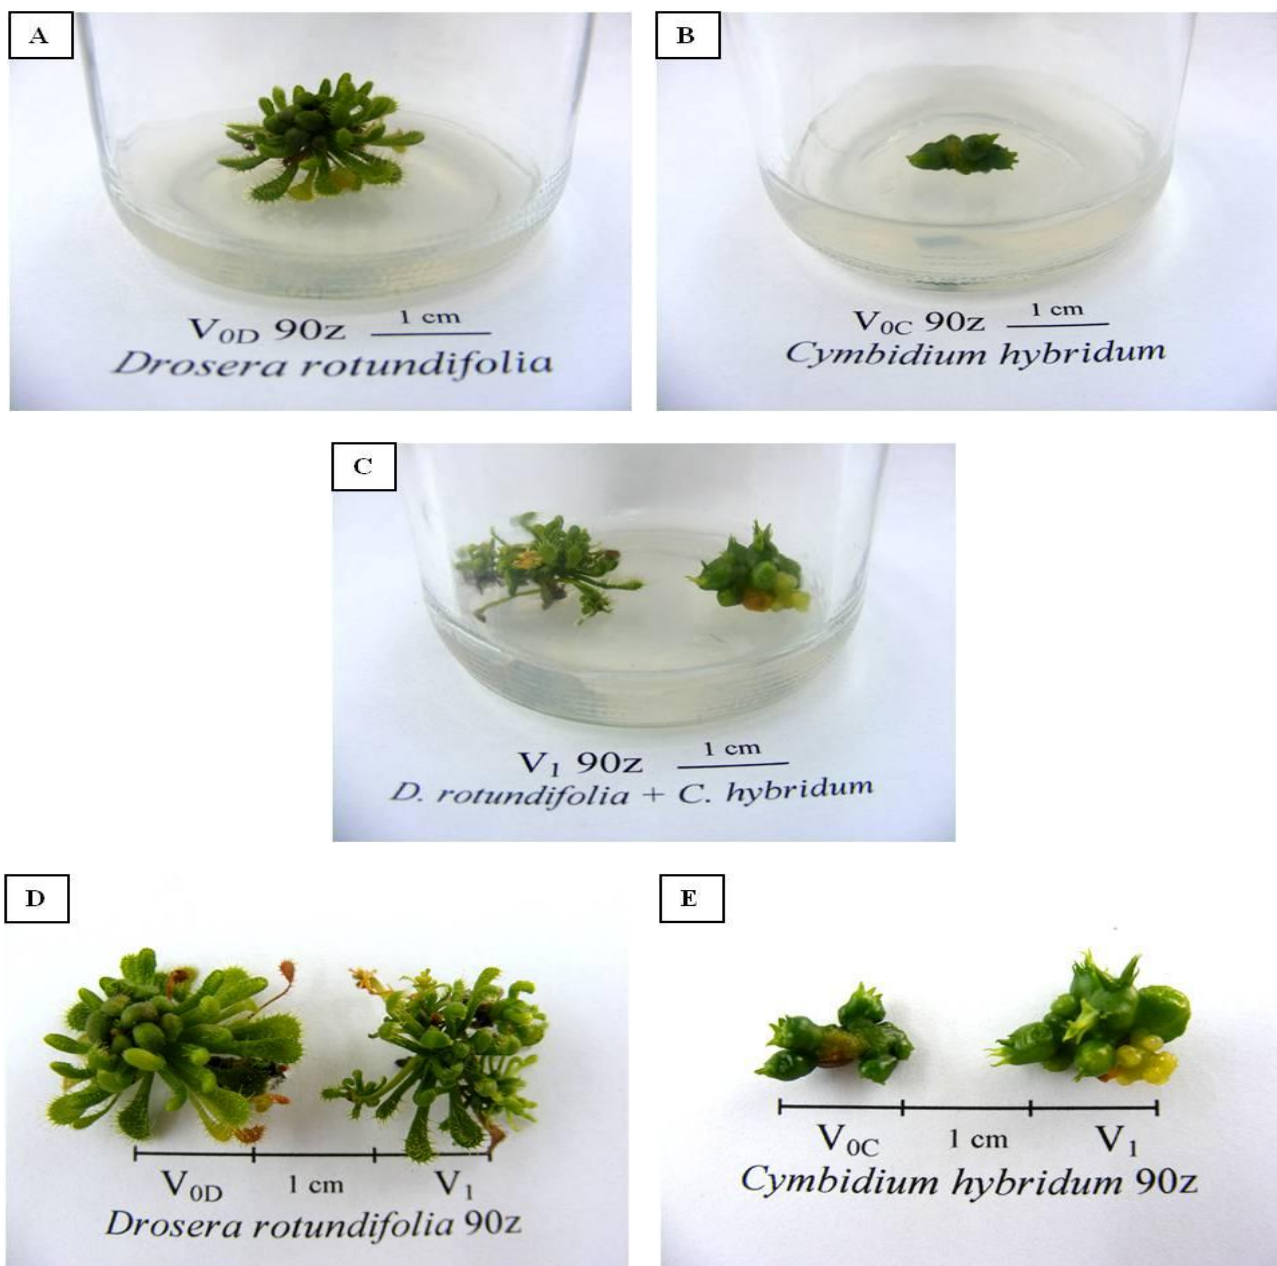 A
V0D 90z 1 cm
Drosera rotundifolia
B
V0C 90z 1 cm
Cymbidium hybridum
C
V1 90z 1 cm
D. rotundifolia + C. hybridum
D
V0D 1 cm V1
Drosera rotundifolia 90z
E
V0C 1 cm V1
Cymbidium hybridum 90z